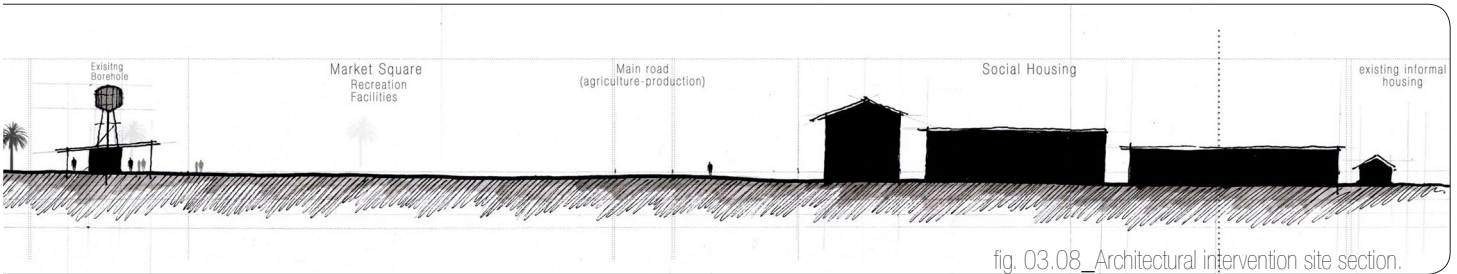 Exisitng
Borehole
Market Square
Recreation
Facilities
Main road
(agriculture-production)
Social Housing
existing informal
housing
fig. 03.08_Architectural intervention site section.